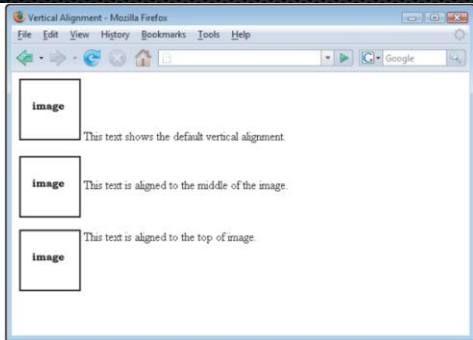 Vertical Alignment - Mozilla Firefox
File Edit View History Bookmarks Tools Help
G Google
image
This text shows the default vertical alignment.
image
This text is aligned to the middle of the image.
This text is aligned to the top of image.
image